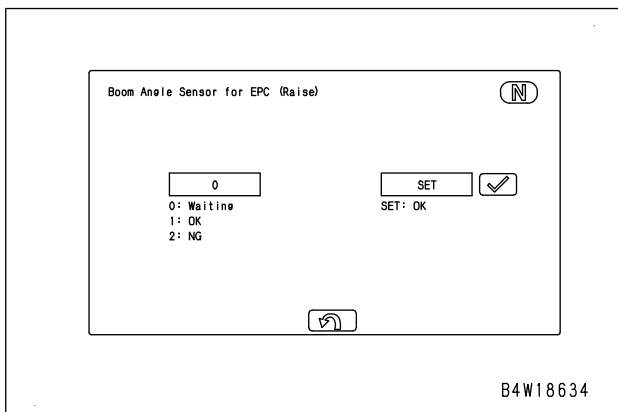 Boom Angle Sensor for EPC (Raise)
N
0
SET
0: Waiting
SET: OK
1: OK
2: NG
B4W18634